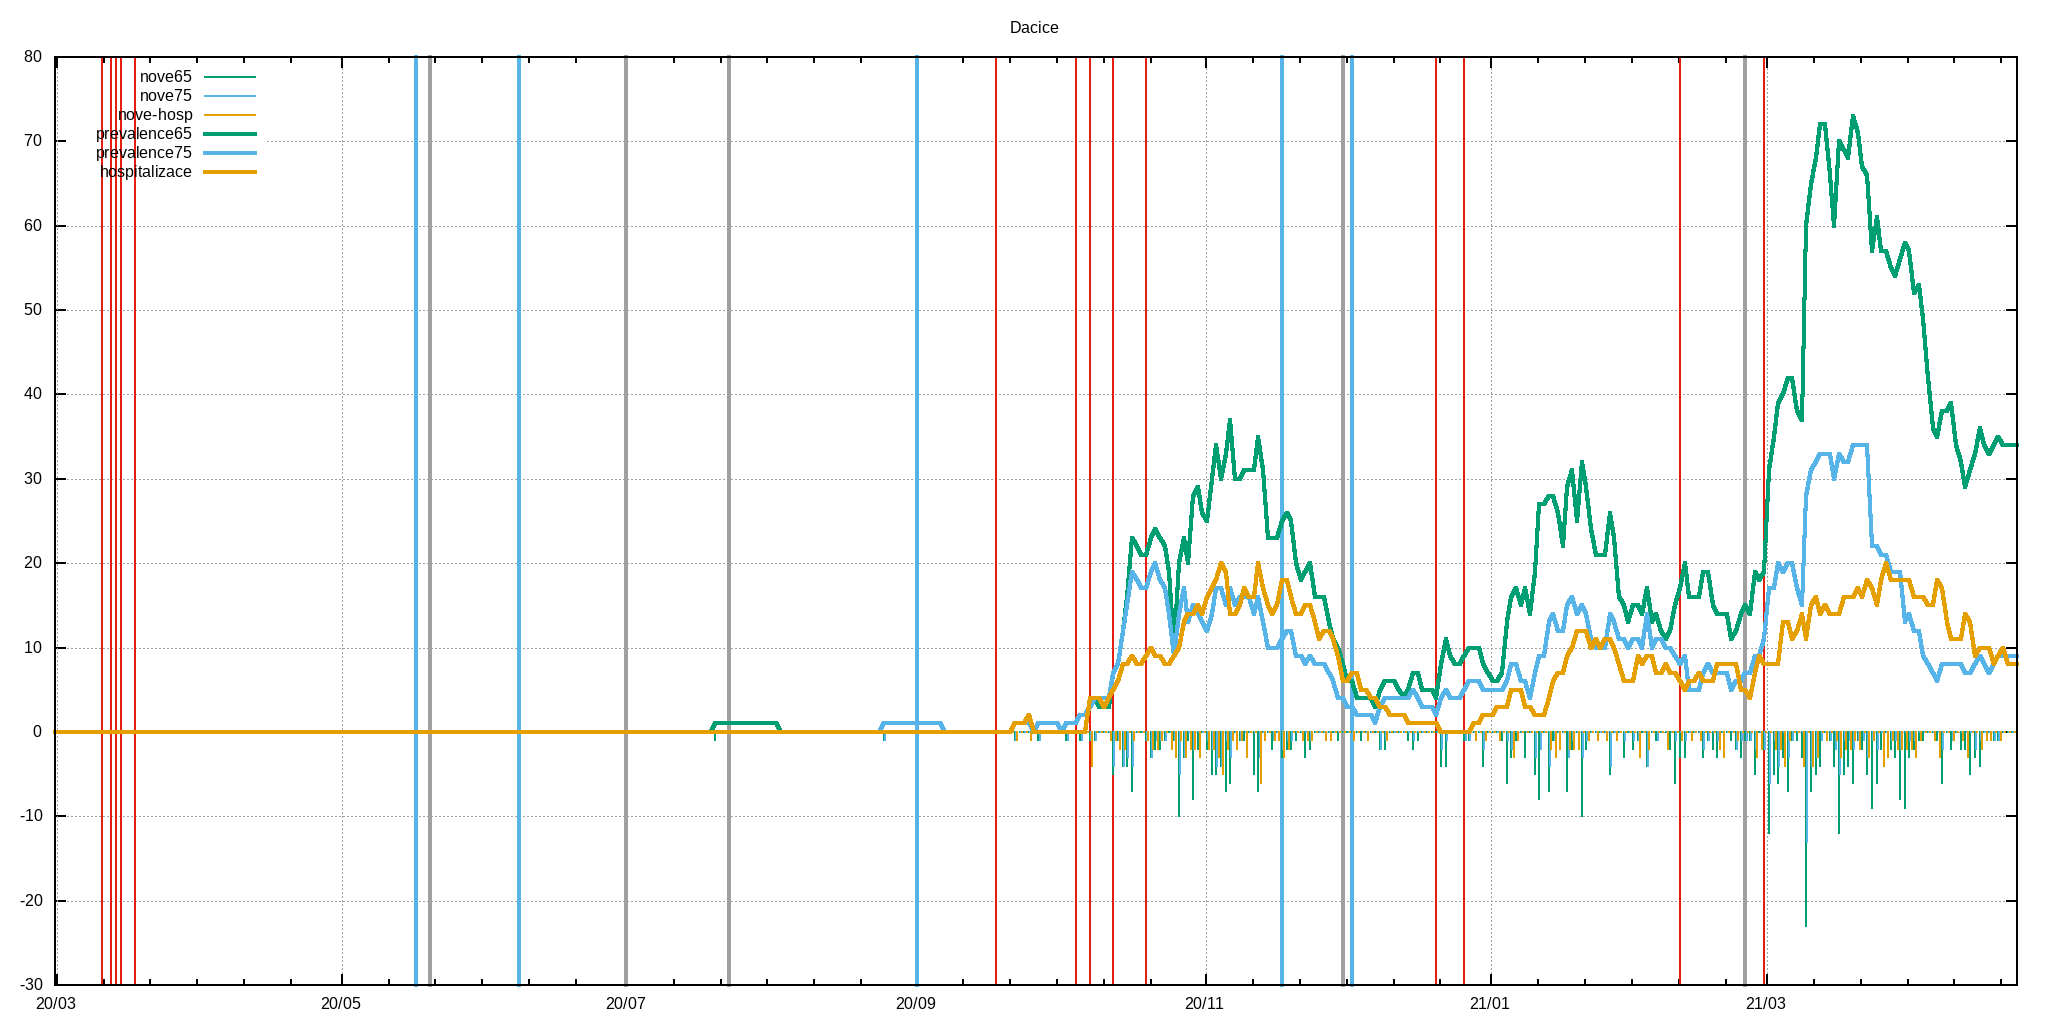 Dacice
80
nove65
nove75
nove-hosp
prevalence65
70
prevalence75
hospitalizace
60
50
40
30
20
10
0
-10
-20
-30
20/03 20/05 20/07 20/09 20/11 21/01 21/03